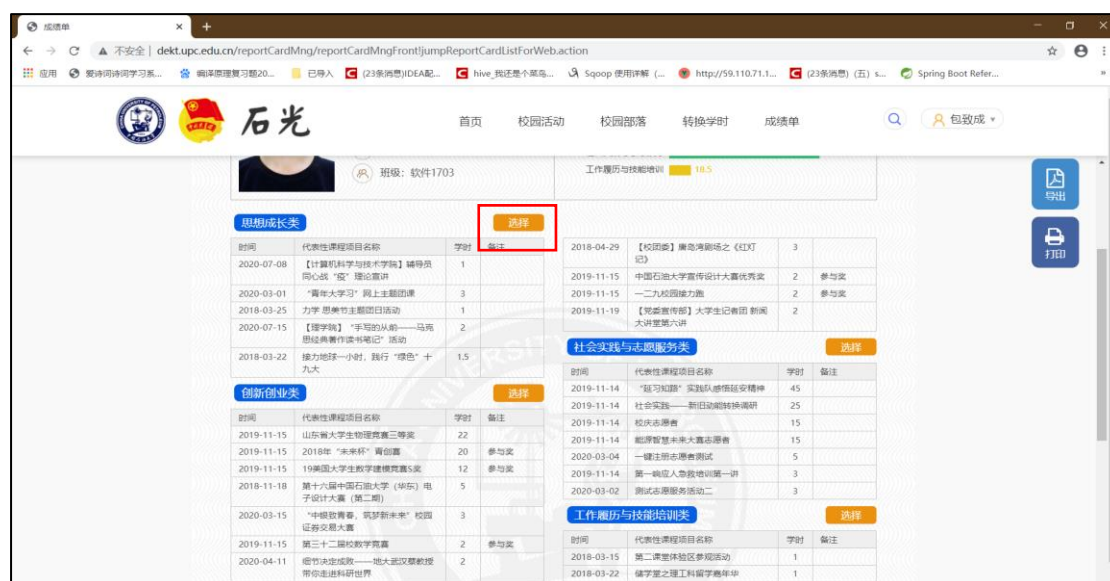 成绩单
不安全 | dekt.upc.edu.cn/reportCardMng/reportCardMngFront!jumpReportCardListForWeb.action
应用 爱诗词诗词学习系... 编译原理复习题20... 已导入 (23条消息)IDEA配... hive_我还是个菜鸟... Sqoop 使用详解 (... http://59.110.71.1... (23条消息) (五) s... Spring Boot Refer... »
石光 首页 校园活动 校园部落 转换学时 成绩单 包致成
班级：软件1703
工作履历与技能培训 18.5
导出
打印
思想成长类 选择
时间 代表性课程项目名称 学时 备注
2020-07-08 【计算机科学与技术学院】辅导员 1
同心战“疫”理论宣讲
2020-03-01 “青年大学习”网上主题团课 3
2018-03-25 力学 思美节主题团日活动 1
2020-07-15 【理学院】“手写的从前——马克 2
思经典著作读书笔记”活动
2018-03-22 接力地球一小时，践行“绿色”十 1.5
九大
创新创业类 选择
时间 代表性课程项目名称 学时 备注
2019-11-15 山东省大学生物理竞赛三等奖 22
2019-11-15 2018年“未来杯”青创赛 20 参与奖
2019-11-15 19美国大学生数学建模竞赛S奖 12 参与奖
2018-11-18 第十六届中国石油大学（华东）电 5
子设计大赛（第二期）
2020-03-15 “中银致青春，筑梦新未来”校园 3
证券交易大赛
2019-11-15 第三十二届校数学竞赛 2 参与奖
2020-04-11 细节决定成败——地大武汉蔡教授 2
带你走进科研世界
2018-04-29 【校团委】唐岛湾剧场之《红灯 3
记》
2019-11-15 中国石油大学宣传设计大赛优秀奖 2 参与奖
2019-11-15 一二九校园接力跑 2 参与奖
2019-11-19 【党委宣传部】大学生记者团 新闻 2
大讲堂第六讲
社会实践与志愿服务类 选择
时间 代表性课程项目名称 学时 备注
2019-11-14 “延习知路”实践队感悟延安精神 45
2019-11-14 社会实践——新旧动能转换调研 25
2019-11-14 校庆志愿者 15
2019-11-14 能源智慧未来大赛志愿者 15
2020-03-04 一键注册志愿者测试 5
2019-11-14 第一响应人急救培训第一讲 3
2020-03-02 测试志愿服务活动二 3
工作履历与技能培训类 选择
时间 代表性课程项目名称 学时 备注
2018-03-15 第二课堂体验区参观活动 1
2018-03-22 储学堂之理工科留学嘉年华 1